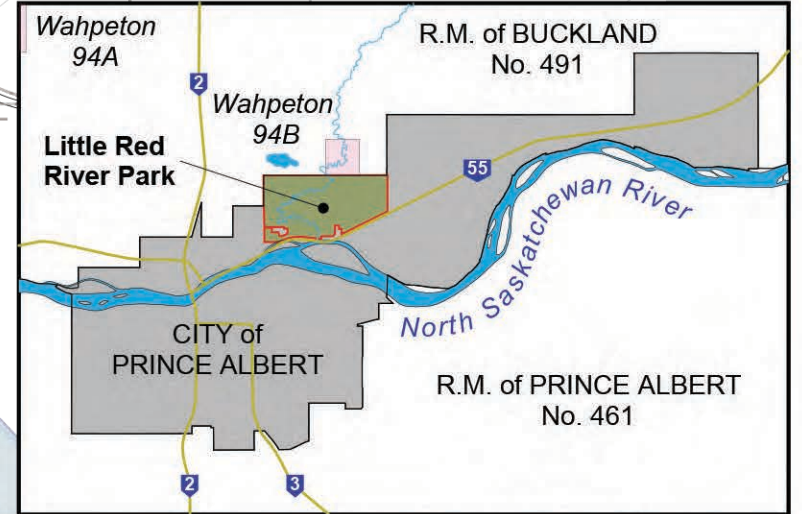 Wahpeton
94A
R.M. of BUCKLAND
No. 491
2
Wahpeton
94B
Little Red
River Park
55
North Saskatchewan River
CITY of
PRINCE ALBERT
R.M. of PRINCE ALBERT
No. 461
2
3